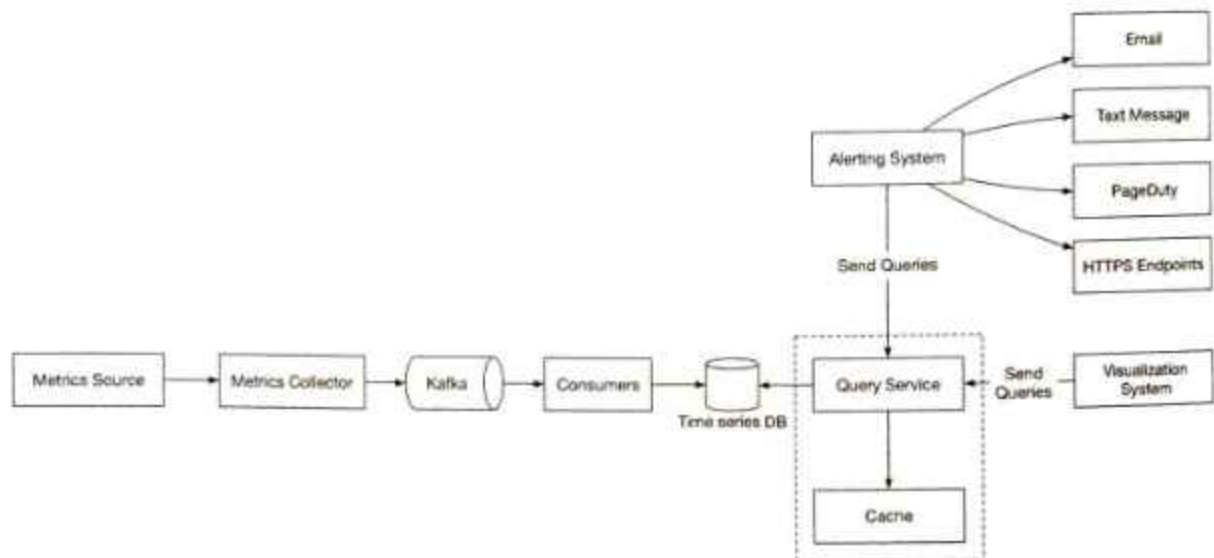 Email
Text Message
Alerting System
PageDuty
HTTPS Endpoints
Send Queries
Metrics Source
Metrics Collector
Kafka
Consumers
Time series DB
Query Service
Send
Queries
Visualization
System
Cache